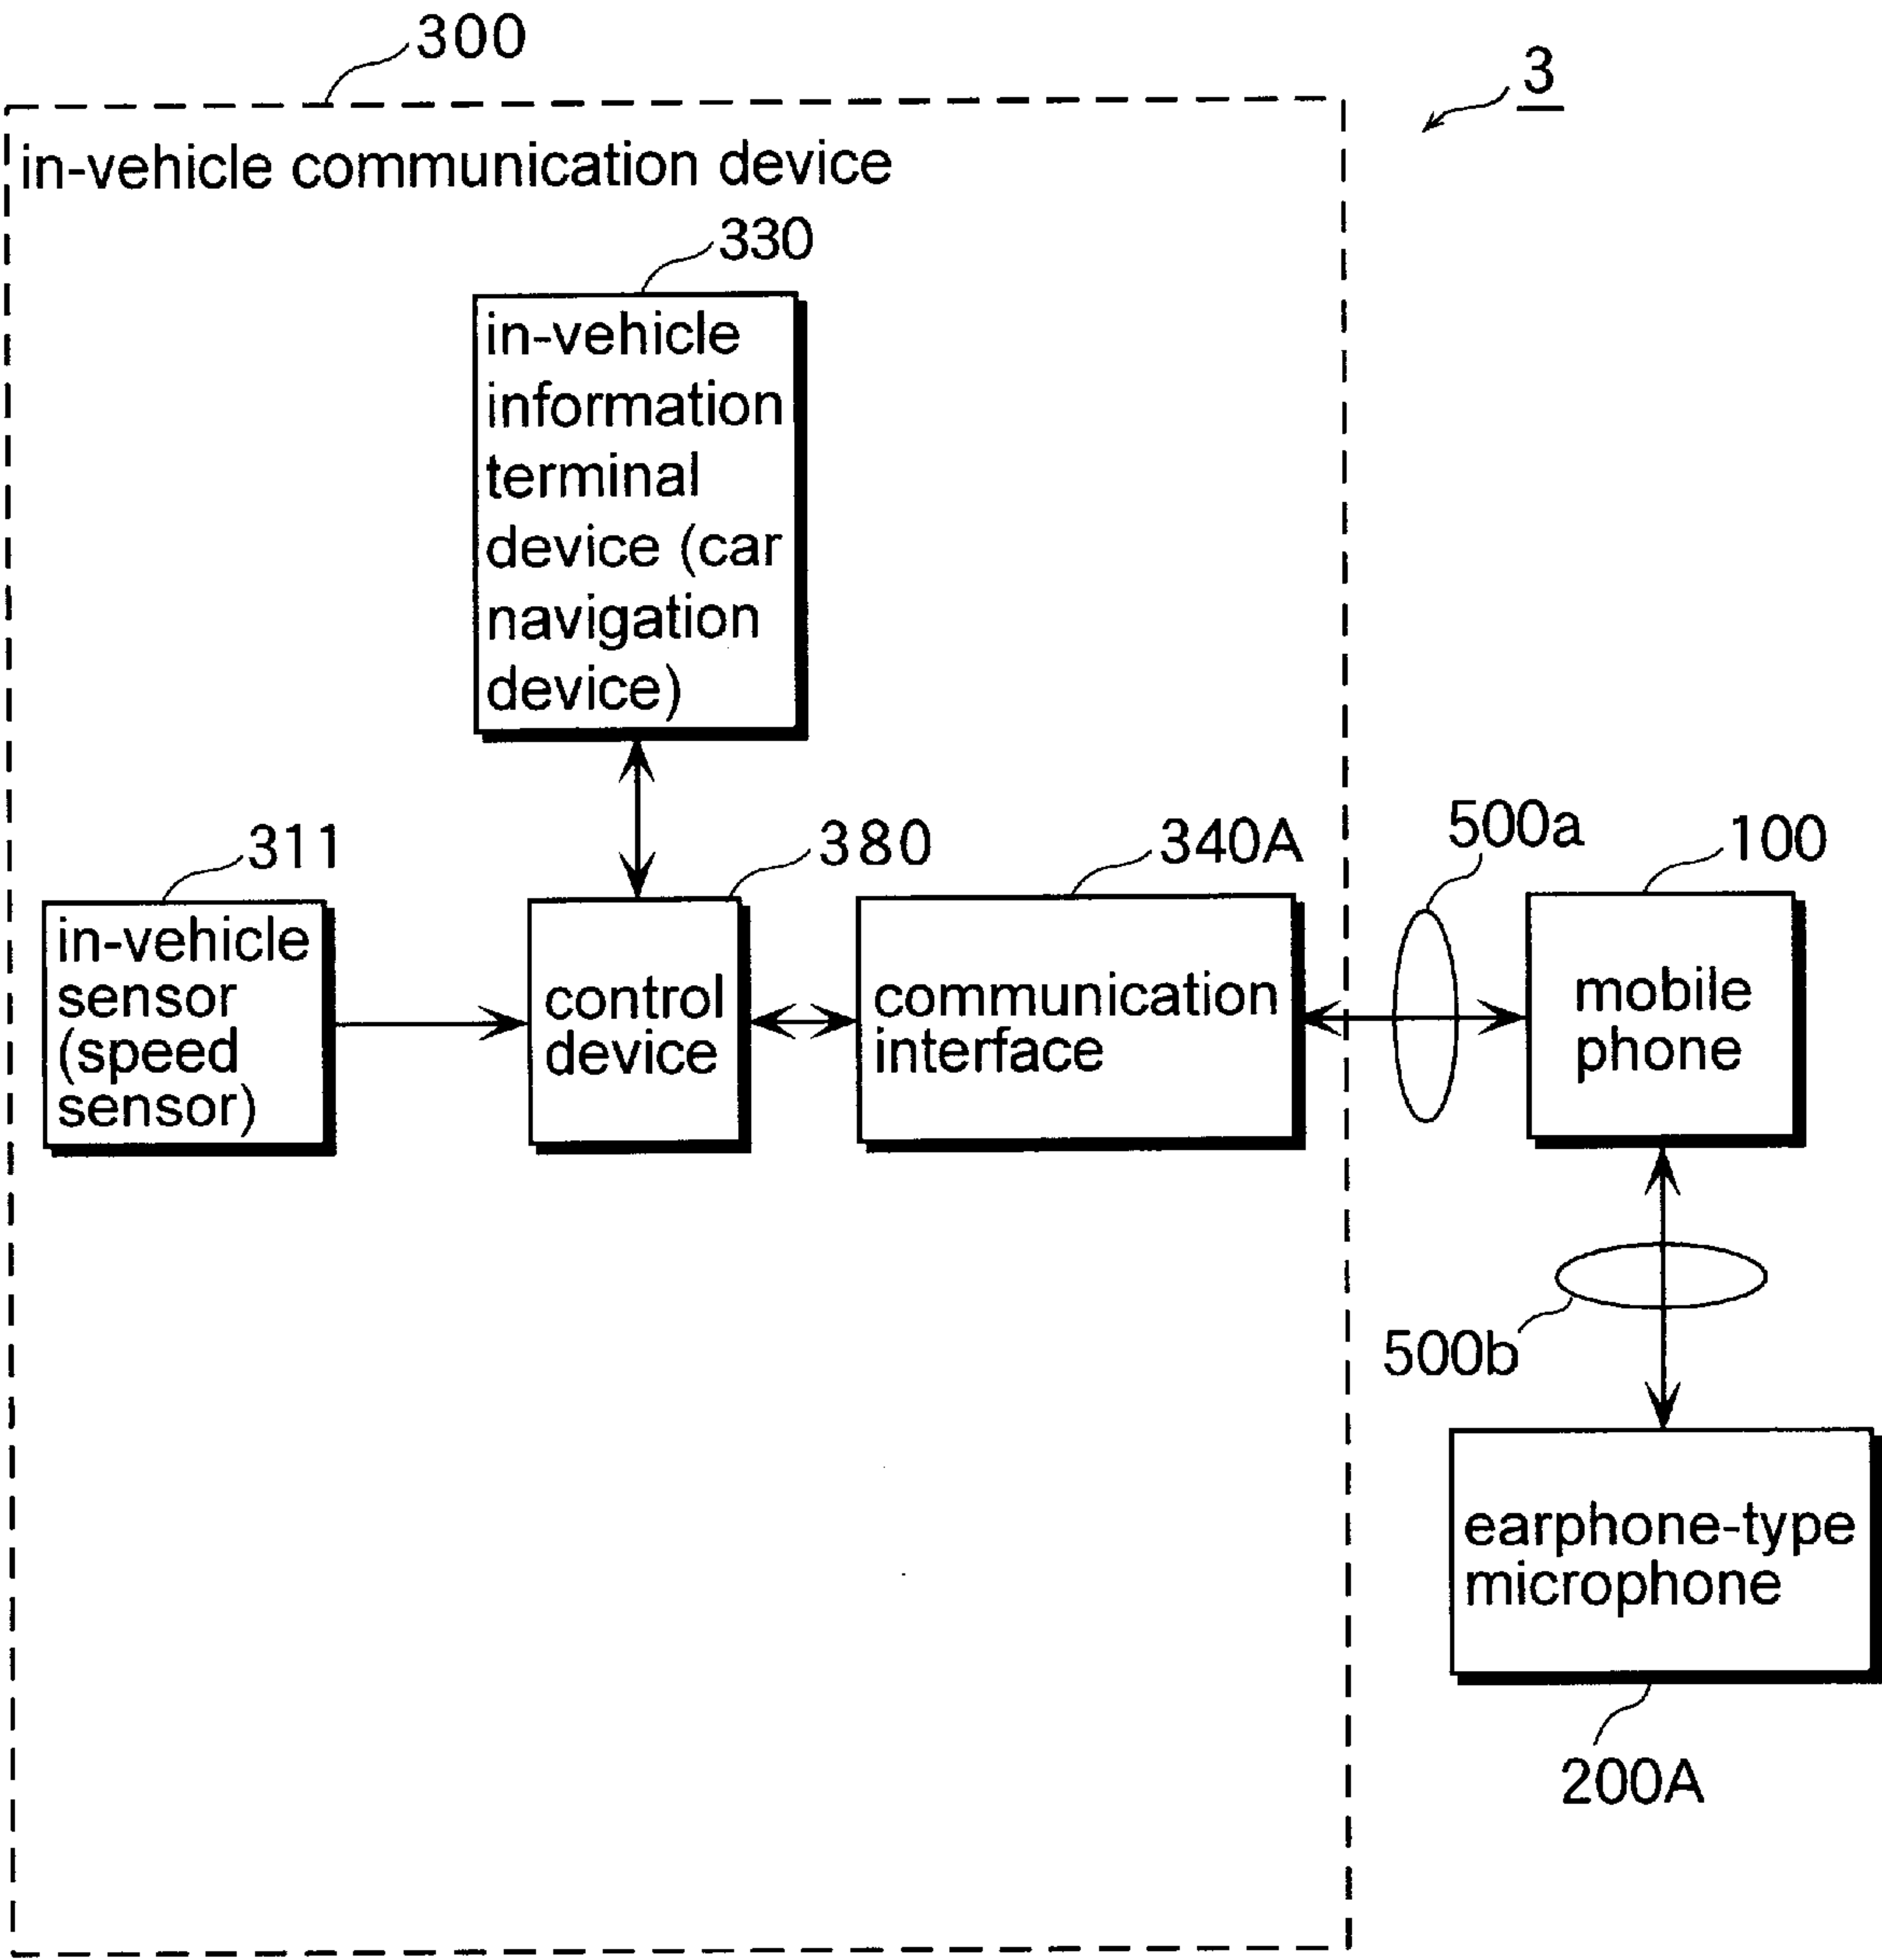 300
3
in-vehicle communication device
330
in-vehicle
information
terminal
device (car
navigation
device)
311
380
340A
500a
100
in-vehicle
sensor
(speed
sensor)
control
device
communication
interface
mobile
phone
500b
earphone-type
microphone
200A